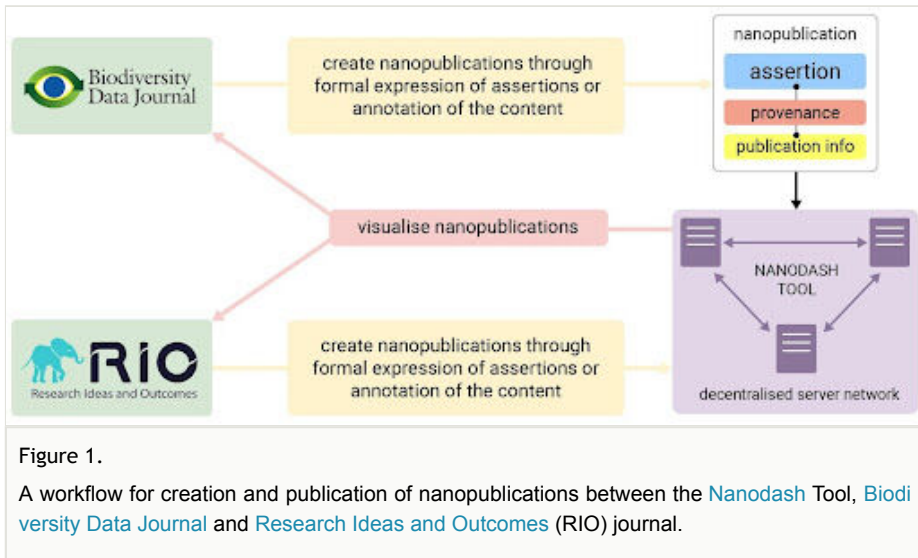 Biodiversity
Data Journal
create nanopublications through
formal expression of assertions or
annotation of the content
nanopublication
assertion
provenance
publication info
visualise nanopublications
NANODASH
TOOL
decentralised server network
RIO
Research Ideas and Outcomes
create nanopublications through
formal expression of assertions or
annotation of the content
Figure 1.
A workflow for creation and publication of nanopublications between the Nanodash Tool, Biodi
versity Data Journal and Research Ideas and Outcomes (RIO) journal.